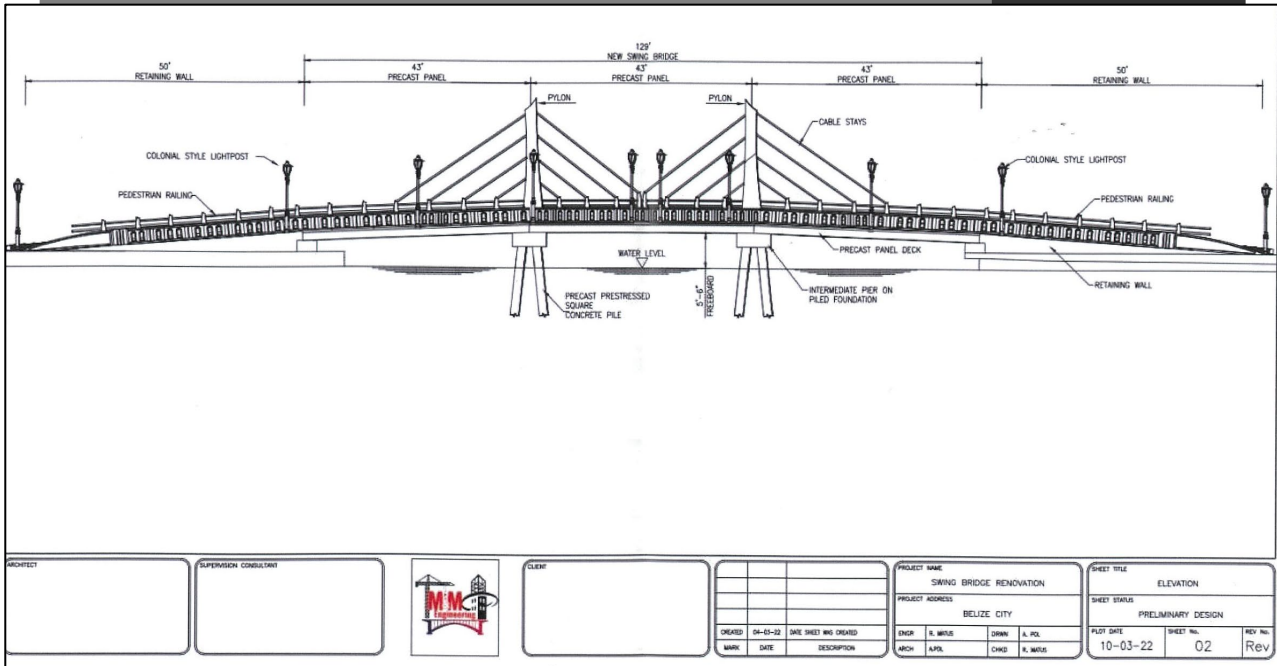 129'
NEW SWING BRIDGE
50'
RETAINING WALL
43'
PRECAST PANEL
43'
PRECAST PANEL
43'
PRECAST PANEL
50'
RETAINING WALL
PYLON
PYLON
CABLE STAYS
COLONIAL STYLE LIGHTPOST
COLONIAL STYLE LIGHTPOST
PEDESTRIAN RAILING
PEDESTRIAN RAILING
WATER LEVEL
PRECAST PANEL DECK
RETAINING WALL
PRECAST PRESTRESSED
SQUARE
CONCRETE PILE
5'-6"
FREEBOARD
INTERMEDIATE PIER ON
PILED FOUNDATION
ARCHITECT
SUPERVISION CONSULTANT
M&M
Engineering
CLIENT
CREATED 04-03-22 DATE SHEET WAS CREATED
MARK DATE DESCRIPTION
PROJECT NAME
SWING BRIDGE RENOVATION
PROJECT ADDRESS
BELIZE CITY
ENGR R. MATUS DRWN A. POL
ARCH A.POL CHKD R. MATUS
SHEET TITLE
ELEVATION
SHEET STATUS
PRELIMINARY DESIGN
PLOT DATE SHEET No. REV No.
10-03-22 02 Rev